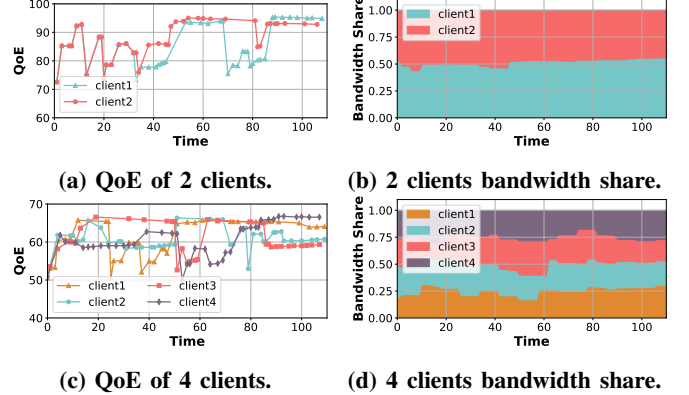 100
90
80
70
60
QoE
client1
client2
0 20 40 60 80 100
Time
(a) QoE of 2 clients.
1.00
0.75
0.50
0.25
0.00
Bandwidth Share
client1
client2
0 20 40 60 80 100
Time
(b) 2 clients bandwidth share.
70
60
50
40
QoE
client1 client3
client2 client4
0 20 40 60 80 100
Time
(c) QoE of 4 clients.
1.00
0.75
0.50
0.25
0.00
Bandwidth Share
client1
client2
client3
client4
0 20 40 60 80 100
Time
(d) 4 clients bandwidth share.